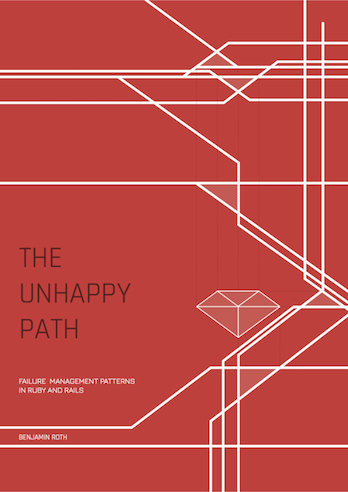 THE
UNHAPPY
PATH
FAILURE MANAGEMENT PATTERNS
IN RUBY AND RAILS
BENJAMIN ROTH